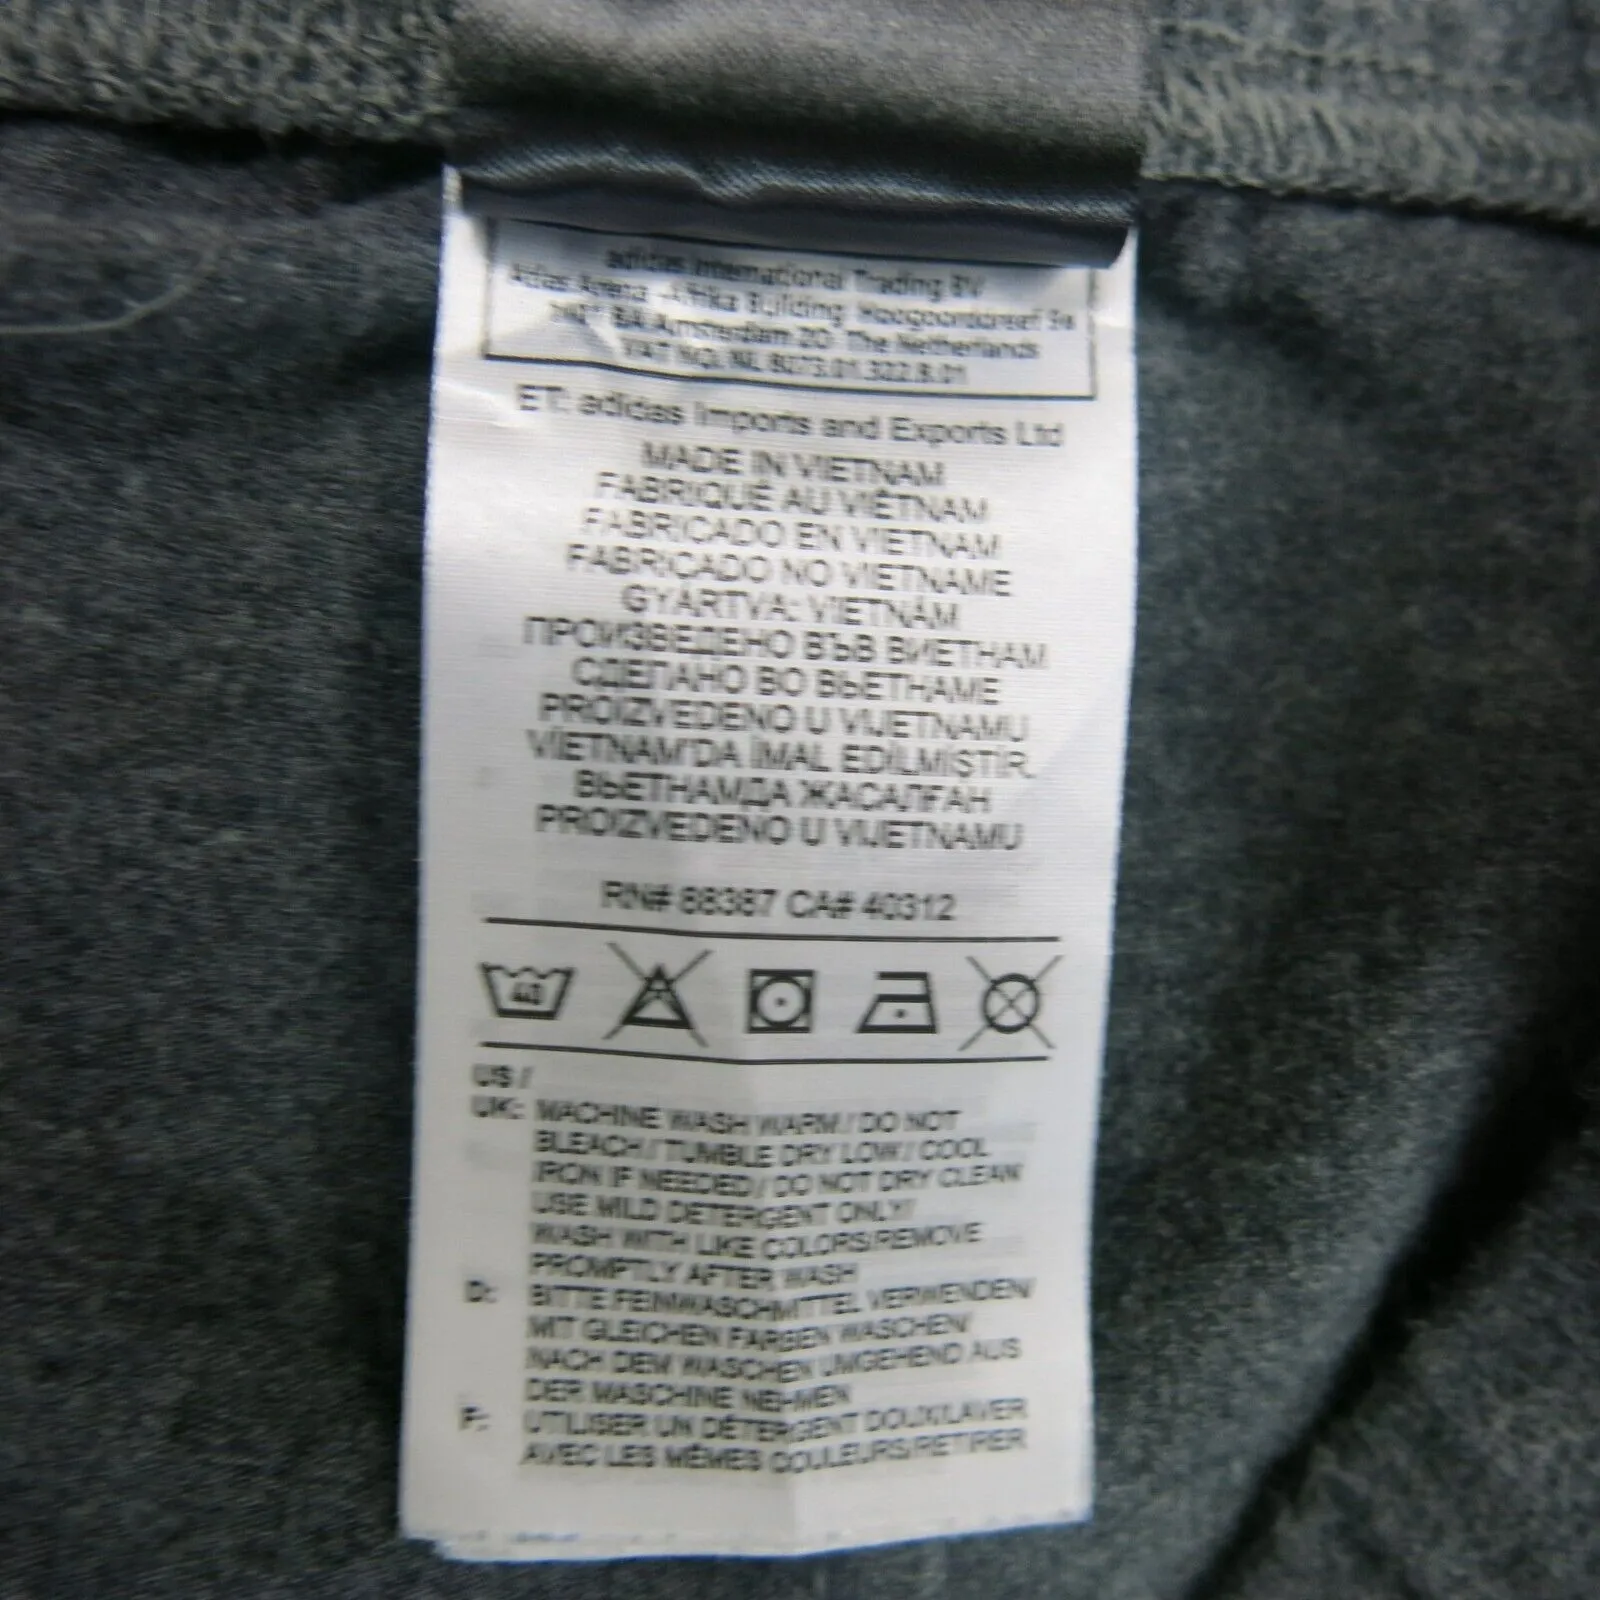 adidas International Trading BV
Adidas Arena -Afrika Building Hoogoorddreef 9a
BA Amsterdam ZO The Netherlands
VAT NO. NL 8073.01.322.B.01
ET: adidas Imports and Exports Ltd
MADE IN VIETNAM
FABRIQUÉ AU VIÊTNAM
FABRICADO EN VIETNAM
FABRICADO NO VIETNAME
GYÁRTVA: VIETNÁM
ПРОИЗВЕДЕНО ВЪВ ВИЕТНАМ
СДЕЛАНО ВО ВЬЕТНАМЕ
PROIZVEDENO U VIJETNAMU
VİETNAM'DA İMAL EDİLMİŞTİR.
ВЬЕТНАМДА ЖАСАЛҒАН
PROIZVEDENO U VIJETNAMU
RN# 88387 CA# 40312
40
US /
UK: MACHINE WASH WARM / DO NOT
BLEACH / TUMBLE DRY LOW / COOL
IRON IF NEEDED / DO NOT DRY CLEAN
USE MILD DETERGENT ONLY/
WASH WITH LIKE COLORS/REMOVE
PROMPTLY AFTER WASH
D: BITTE FEINWASCHMITTEL VERWENDEN/
MIT GLEICHEN FARBEN WASCHEN/
NACH DEM WASCHEN UMGEHEND AUS
DER MASCHINE NEHMEN
F: UTILISER UN DÉTERGENT DOUX/LAVER
AVEC LES MÊMES COULEURS/RETIRER